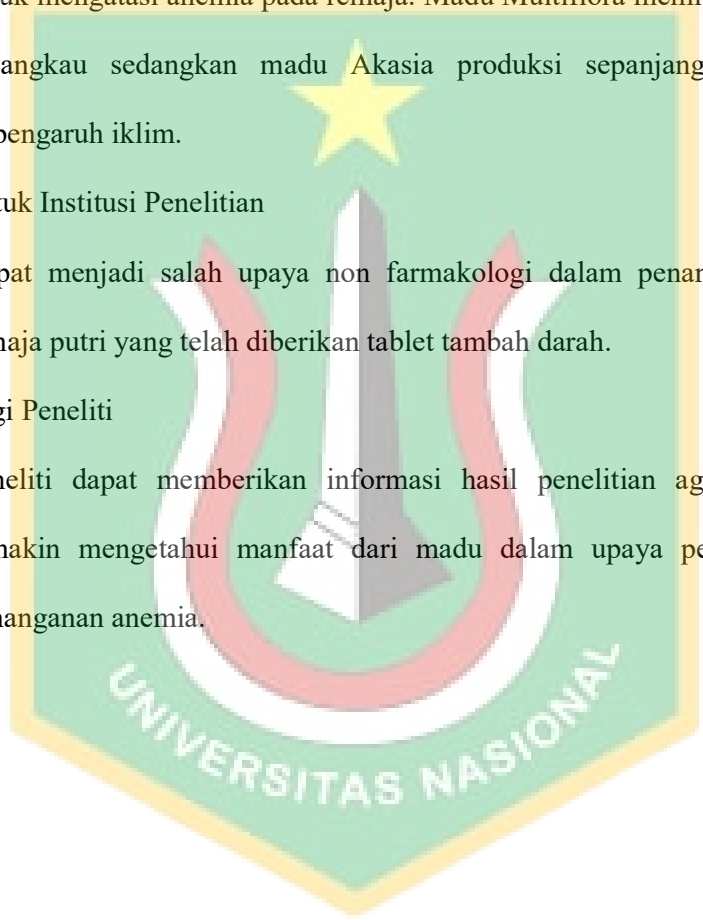 uk mengatasi anemia pada remaja. Madu Multiflora memi
angkau sedangkan madu Akasia produksi sepanjang
pengaruh iklim.
tuk Institusi Penelitian
pat menjadi salah upaya non farmakologi dalam penan
naja putri yang telah diberikan tablet tambah darah.
gi Peneliti
neliti dapat memberikan informasi hasil penelitian ag
nakin mengetahui manfaat dari madu dalam upaya pe
nanganan anemia.
UNIVERSITAS NASIONAL